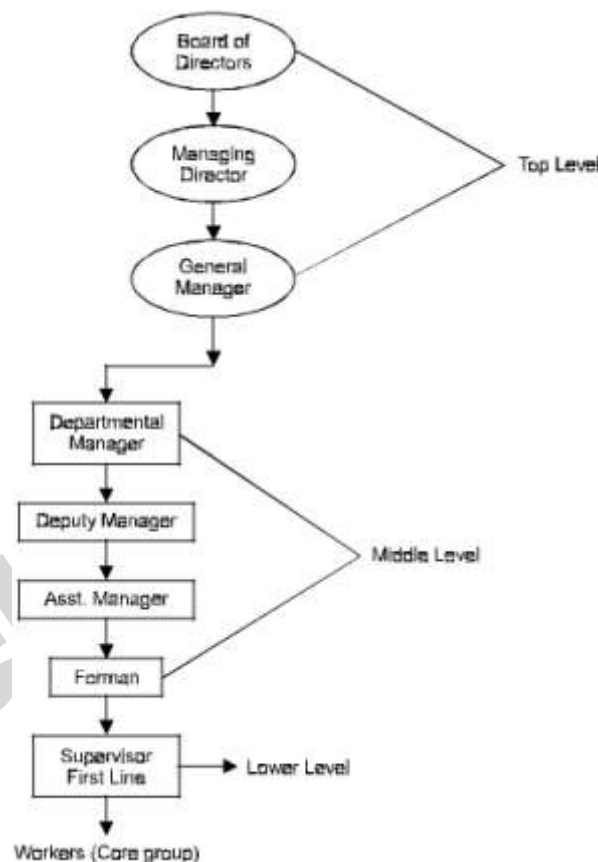 Board of
Directors
Managing
Director
Top Level
General
Manager
Departmental
Manager
Deputy Manager
Middle Level
Asst. Manager
Forman
Supervisor
First Line
Lower Level
Workers (Core group)